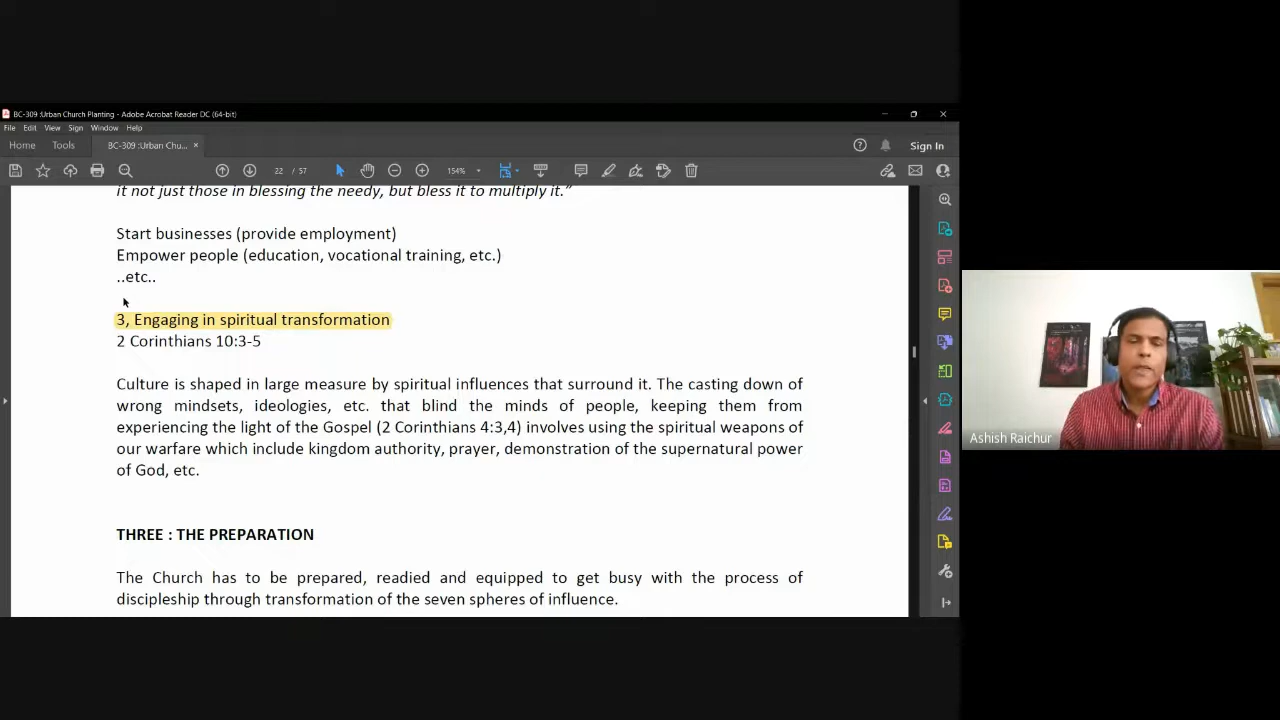 BC-309 :Urban Church Planting - Adobe Acrobat Reader DC (64-bit)
File Edit View Sign Window Help
Home Tools BC-309 :Urban Chu... × Sign In
22 / 57 154%
it not just those in blessing the needy, but bless it to multiply it.”
Start businesses (provide employment)
Empower people (education, vocational training, etc.)
..etc..
3, Engaging in spiritual transformation
2 Corinthians 10:3-5
Culture is shaped in large measure by spiritual influences that surround it. The casting down of
wrong mindsets, ideologies, etc. that blind the minds of people, keeping them from
experiencing the light of the Gospel (2 Corinthians 4:3,4) involves using the spiritual weapons of
our warfare which include kingdom authority, prayer, demonstration of the supernatural power
of God, etc.
THREE : THE PREPARATION
The Church has to be prepared, readied and equipped to get busy with the process of
discipleship through transformation of the seven spheres of influence.
Ashish Raichur